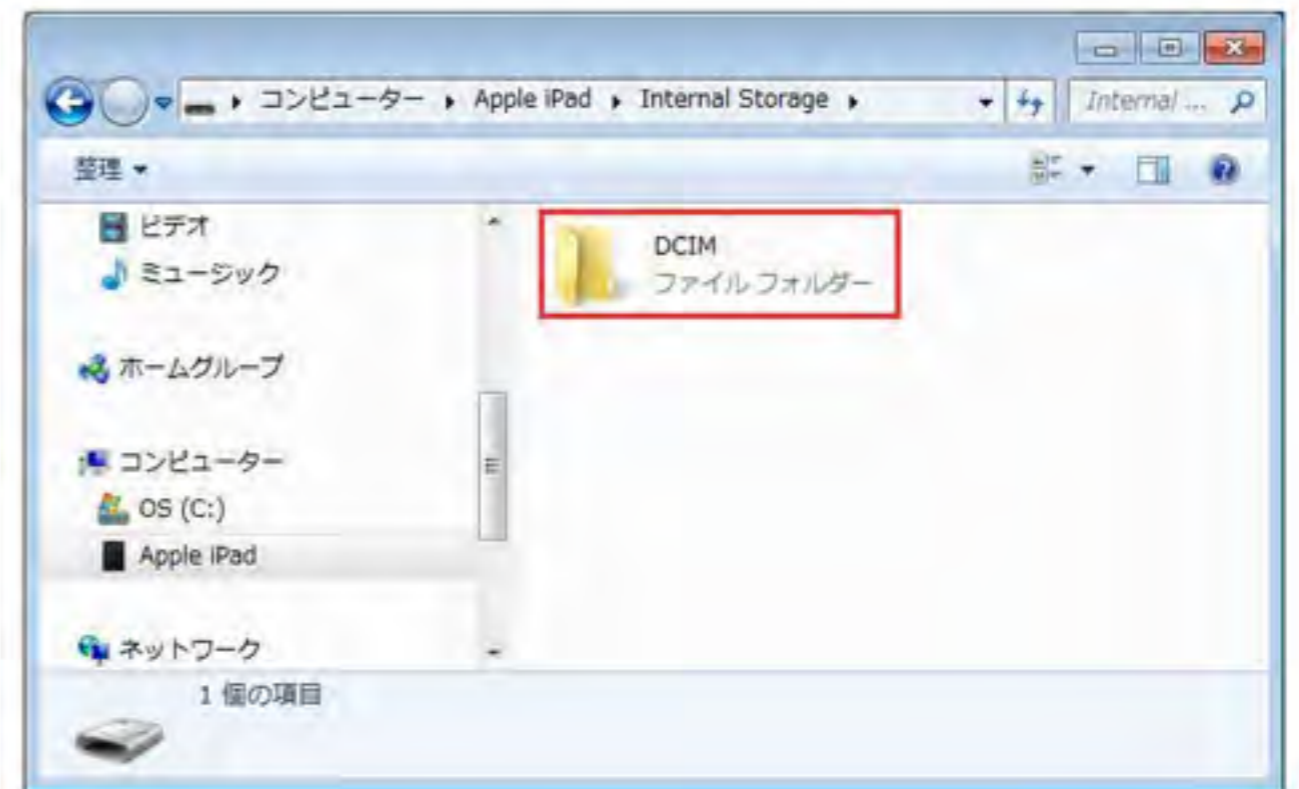 コンピューター Apple iPad Internal Storage Internal ...
整理
ビデオ
ミュージック
ホームグループ
コンピューター
OS (C:)
Apple iPad
ネットワーク
DCIM
ファイル フォルダー
1 個の項目